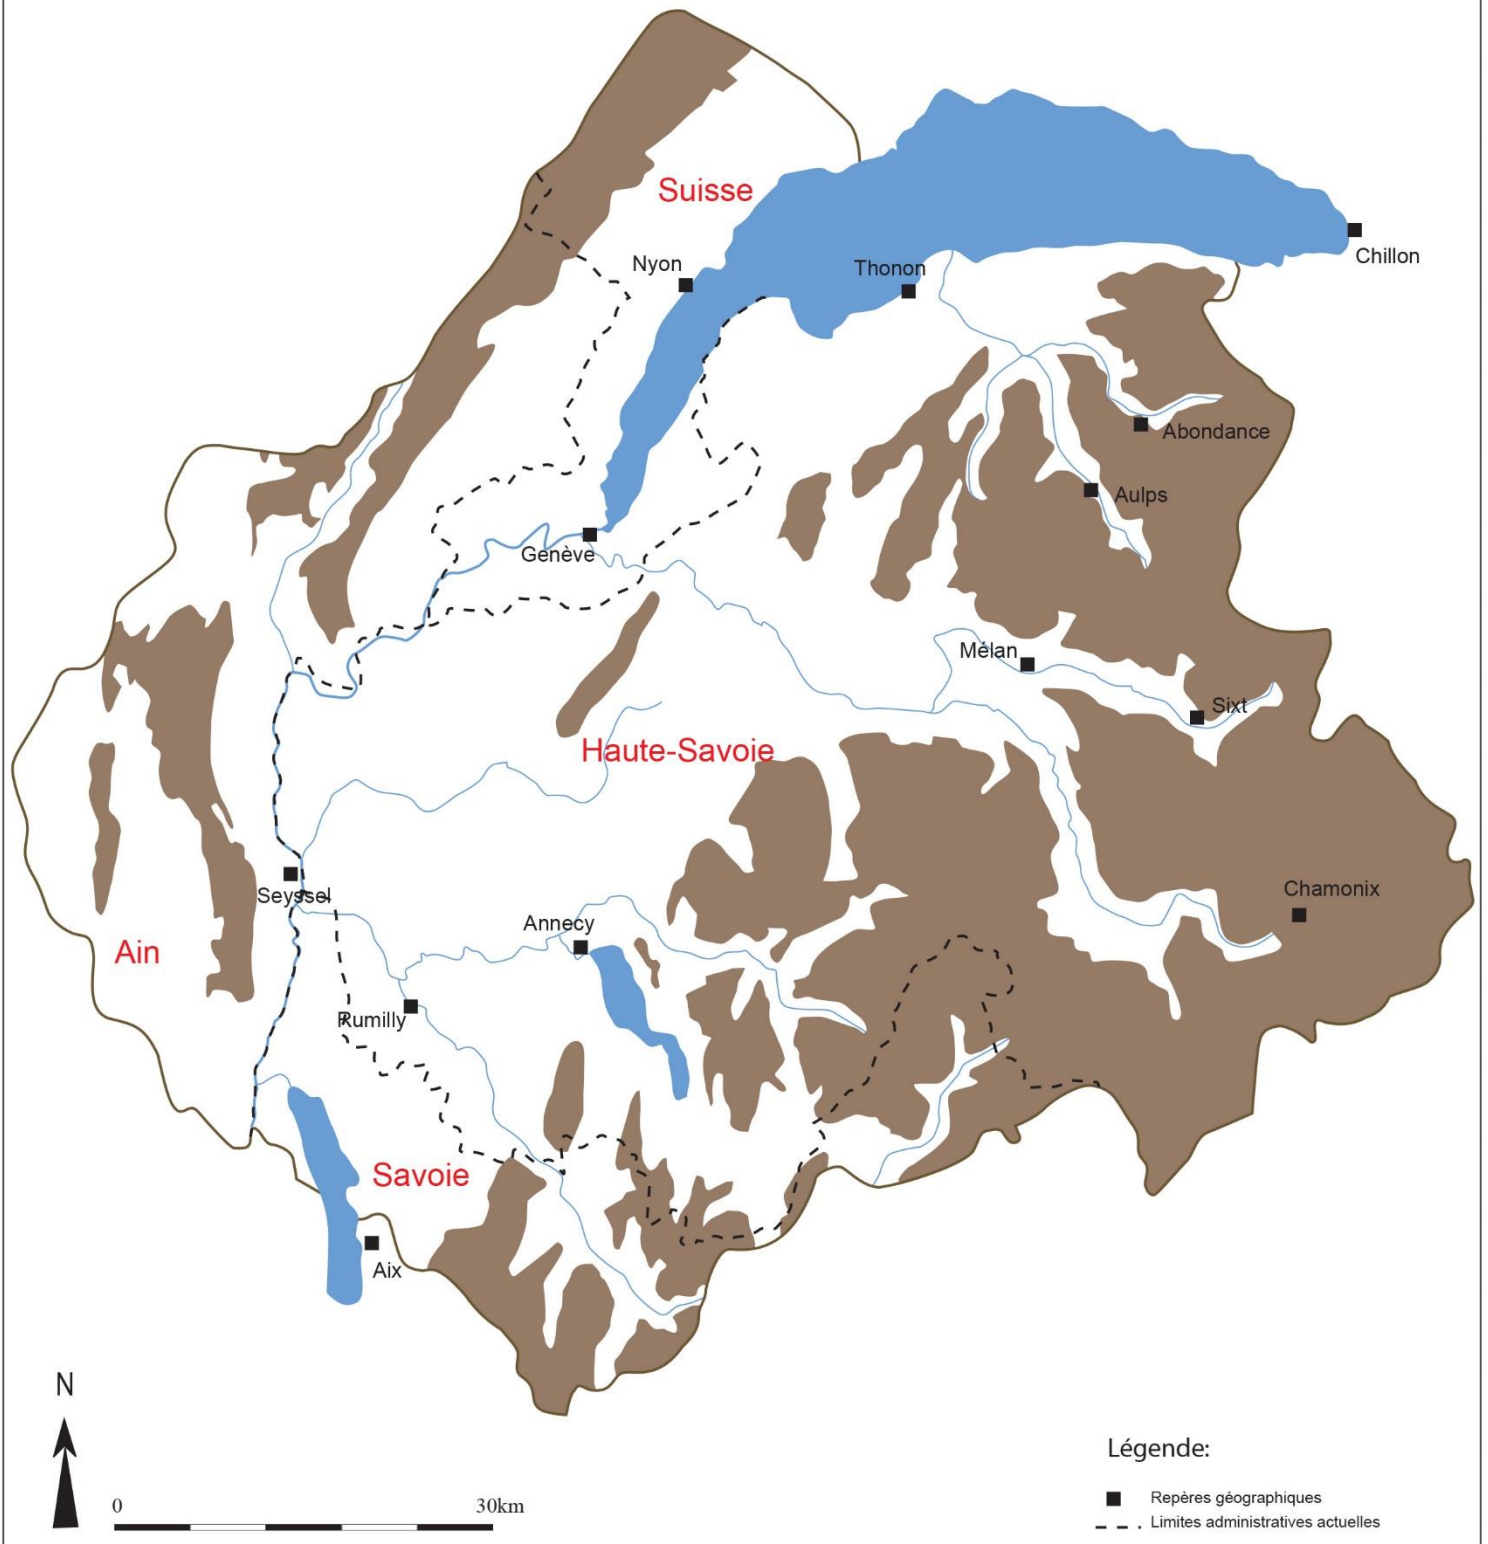 Suisse
Nyon
Thonon
Chillon
Abondance
Aulps
Genève
Mélan
Sixt
Haute-Savoie
Chamonix
Seyssel
Annecy
Ain
Rumilly
Savoie
Aix
N
0 30km
Légende:
Repères géographiques
Limites administratives actuelles